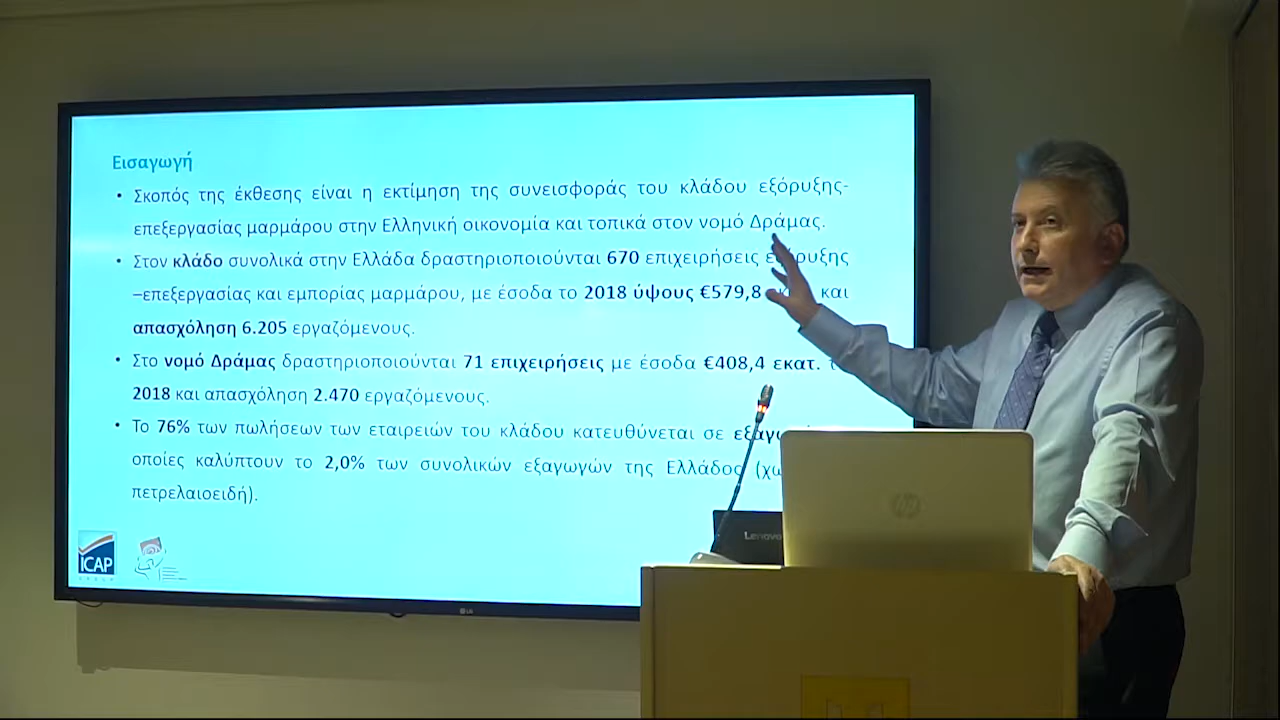 Εισαγωγή
• Σκοπός της έκθεσης είναι η εκτίμηση της συνεισφοράς του κλάδου εξόρυξης-
επεξεργασίας μαρμάρου στην Ελληνική οικονομία και τοπικά στον νομό Δράμας.
• Στον κλάδο συνολικά στην Ελλάδα δραστηριοποιούνται 670 επιχειρήσεις εξόρυξης
–επεξεργασίας και εμπορίας μαρμάρου, με έσοδα το 2018 ύψους €579,8 και
απασχόληση 6.205 εργαζόμενους.
• Στο νομό Δράμας δραστηριοποιούνται 71 επιχειρήσεις με έσοδα €408,4 εκατ.
2018 και απασχόληση 2.470 εργαζόμενους.
• Το 76% των πωλήσεων των εταιρειών του κλάδου κατευθύνεται σε
οποίες καλύπτουν το 2,0% των συνολικών εξαγωγών της Ελλάδος
πετρελαιοειδή).
ICAP
GROUP
LG
Lenovo
hp